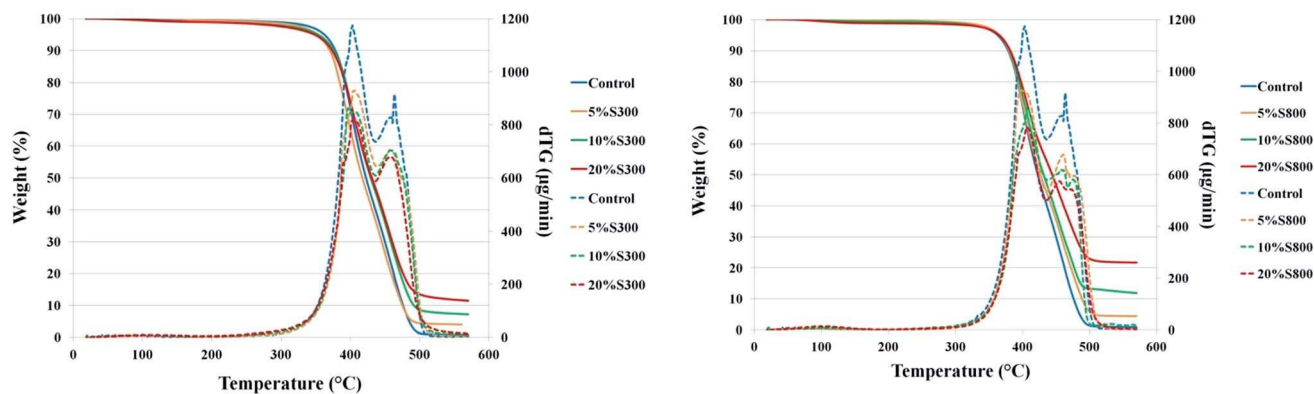 100
90
80
70
60
50
40
30
20
10
0
Weight (%)
0 100 200 300 400 500 600
Temperature (°C)
1200
1000
800
600
400
200
0
dTG (µg/min)
Control
5%S300
10%S300
20%S300
Control
5%S300
10%S300
20%S300
100
90
80
70
60
50
40
30
20
10
0
Weight (%)
0 100 200 300 400 500 600
Temperature (°C)
1200
1000
800
600
400
200
0
dTG (µg/min)
Control
5%S800
10%S800
20%S800
Control
5%S800
10%S800
20%S800